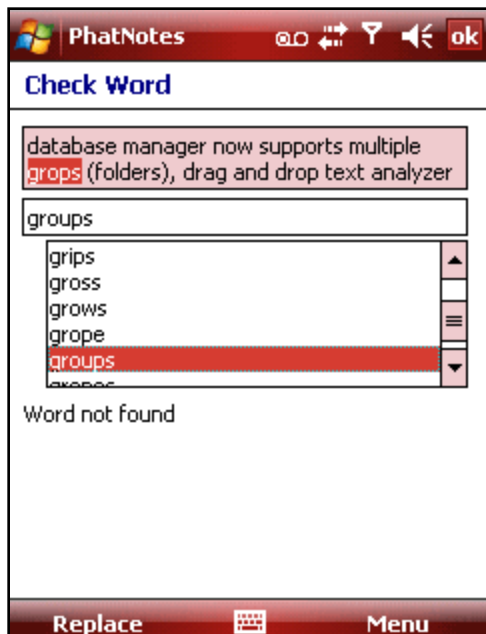 PhatNotes
ok
Check Word
database manager now supports multiple
grops (folders), drag and drop text analyzer
groups
grips
gross
grows
grope
groups
Word not found
Replace
Menu